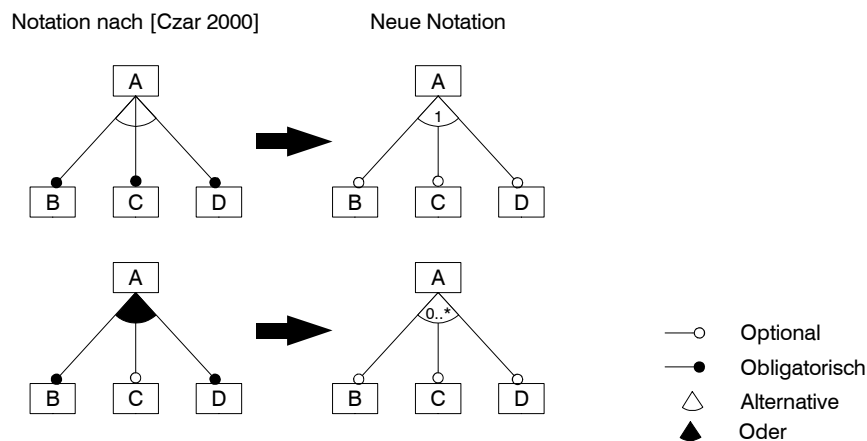 Notation nach [Czar 2000]
Neue Notation
A
A
1
B
C
D
B
C
D
A
A
0..*
B
C
D
B
C
D
Optional
Obligatorisch
Alternative
Oder